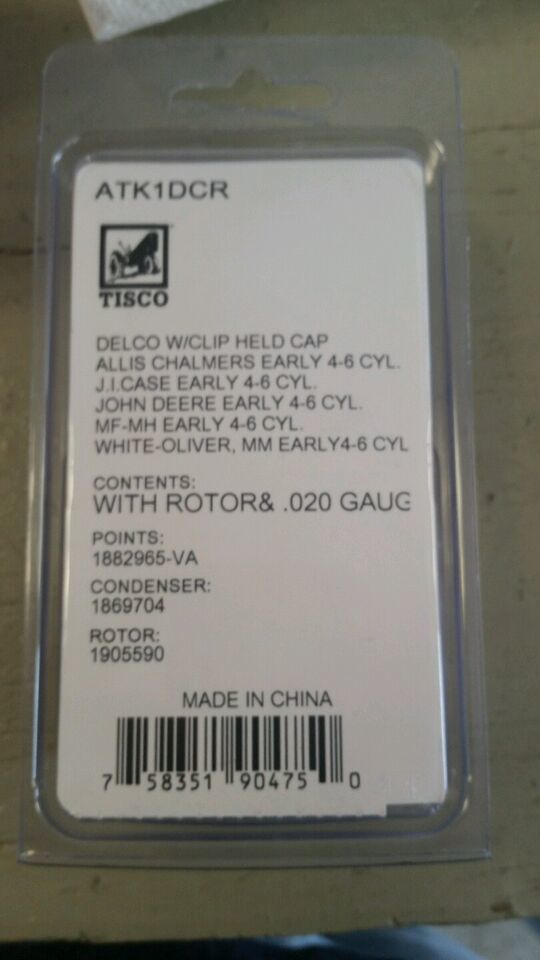 ATK1DCR
TISCO
DELCO W/CLIP HELD CAP
ALLIS CHALMERS EARLY 4-6 CYL.
J.I.CASE EARLY 4-6 CYL.
JOHN DEERE EARLY 4-6 CYL.
MF-MH EARLY 4-6 CYL.
WHITE-OLIVER, MM EARLY4-6 CYL
CONTENTS:
WITH ROTOR& .020 GAUG
POINTS:
1882965-VA
CONDENSER:
1869704
ROTOR:
1905590
MADE IN CHINA
7 58351 90475 0